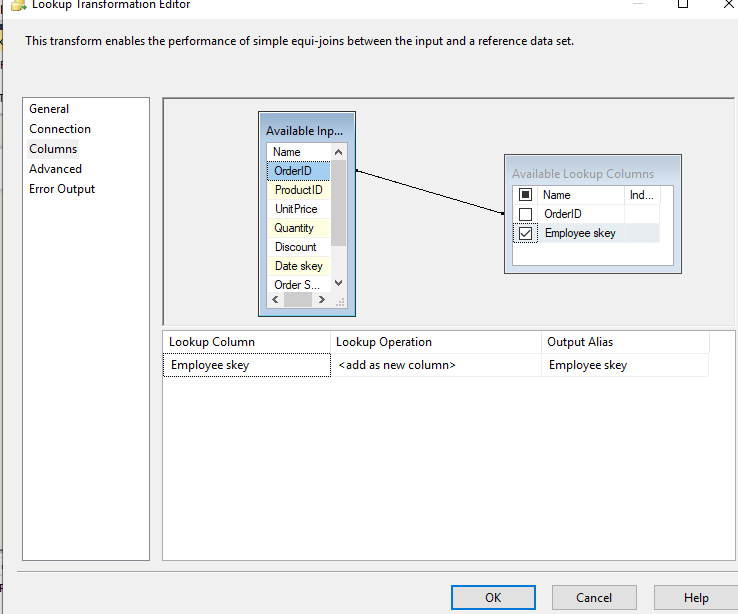 Lookup Transformation Editor
This transform enables the performance of simple equi-joins between the input and a reference data set.
General
Connection
Columns
Advanced
Error Output
Available Inp...
Name
OrderID
ProductID
UnitPrice
Quantity
Discount
Date skey
Order S...
Available Lookup Columns
Name Ind...
OrderID
Employee skey
Lookup Column Lookup Operation Output Alias
Employee skey <add as new column> Employee skey
OK Cancel Help